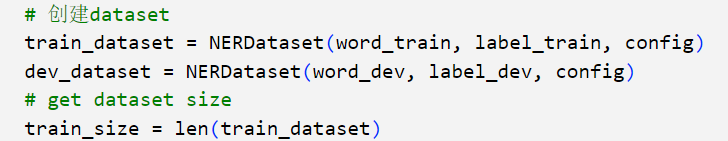 # 创建dataset
train_dataset = NERDataset(word_train, label_train, config)
dev_dataset = NERDataset(word_dev, label_dev, config)
# get dataset size
train_size = len(train_dataset)